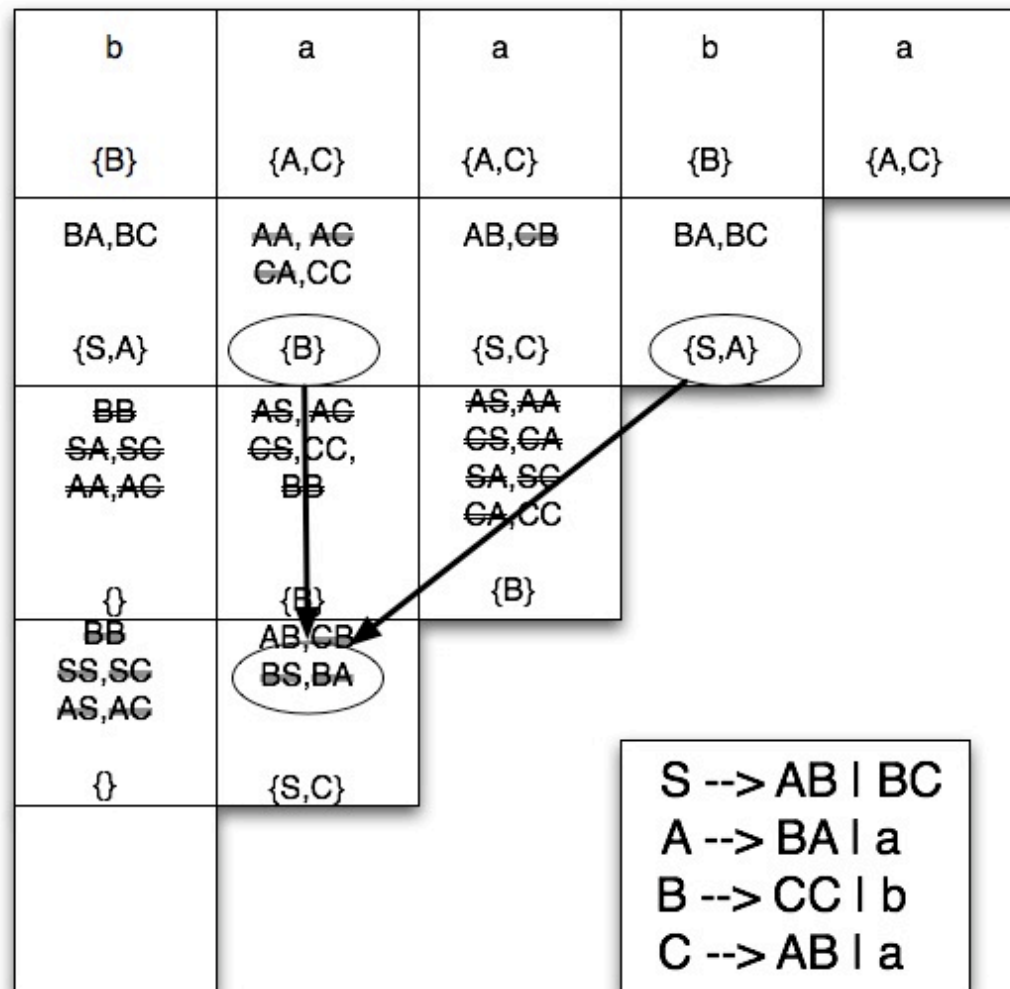 b a a b a
{B} {A,C} {A,C} {B} {A,C}
BA,BC AA, AC AB,CB BA,BC
CA,CC
{S,A} {B} {S,C} {S,A}
BB AS, AC AS,AA
SA,SC CS,CC, CS,CA
AA,AC BB SA,SC
CA,CC
{} {B} {B}
BB AB,CB
SS,SC BS,BA
AS,AC
{} {S,C}
S --> AB | BC
A --> BA | a
B --> CC | b
C --> AB | a